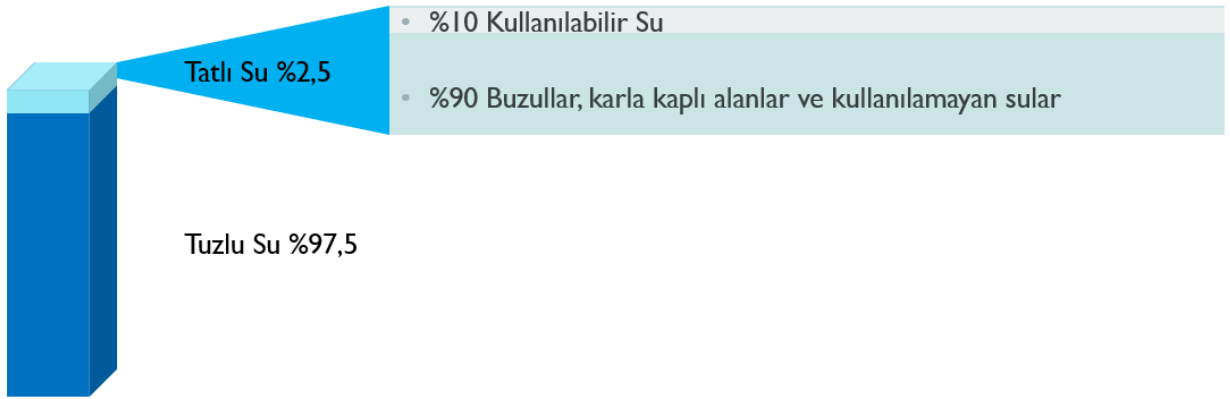 • %10 Kullanılabilir Su
Tatlı Su %2,5
• %90 Buzullar, karla kaplı alanlar ve kullanılamayan sular
Tuzlu Su %97,5